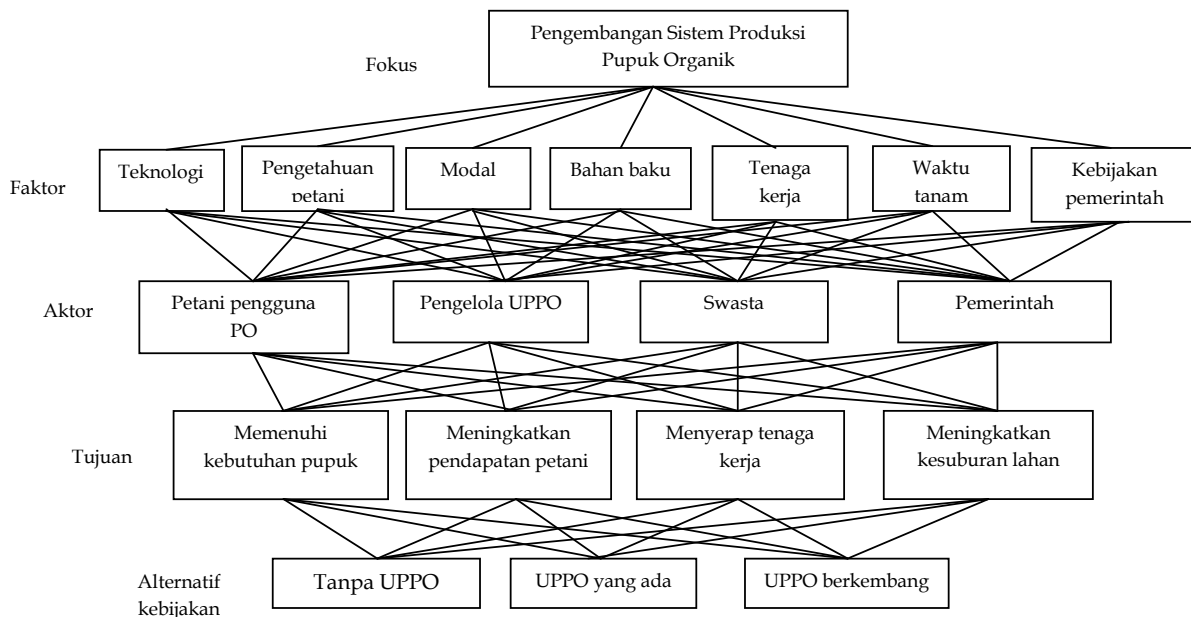 Pengembangan Sistem Produksi
Pupuk Organik
Fokus
Teknologi
Pengetahuan
petani
Modal
Bahan baku
Tenaga
kerja
Waktu
tanam
Kebijakan
pemerintah
Faktor
Petani pengguna
PO
Pengelola UPPO
Swasta
Pemerintah
Aktor
Memenuhi
kebutuhan pupuk
Meningkatkan
pendapatan petani
Menyerap tenaga
kerja
Meningkatkan
kesuburan lahan
Tujuan
Tanpa UPPO
UPPO yang ada
UPPO berkembang
Alternatif
kebijakan